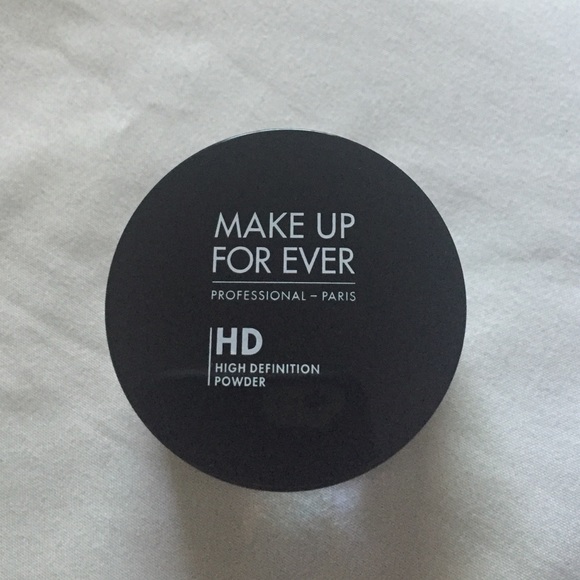 MAKE UP
FOR EVER
PROFESSIONAL – PARIS
HD
HIGH DEFINITION
POWDER